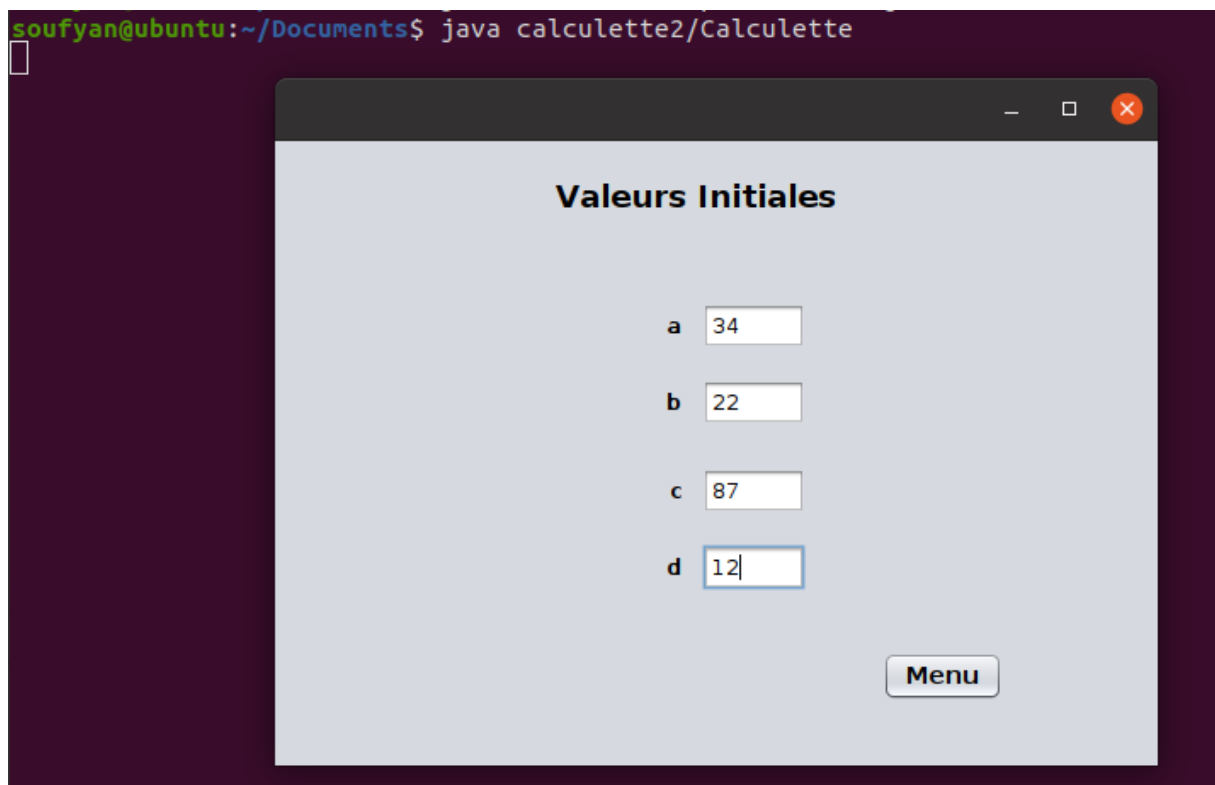 soufyan@ubuntu:~/Documents$ java calculette2/Calculette
Valeurs Initiales
a 34
b 22
c 87
d 12
Menu